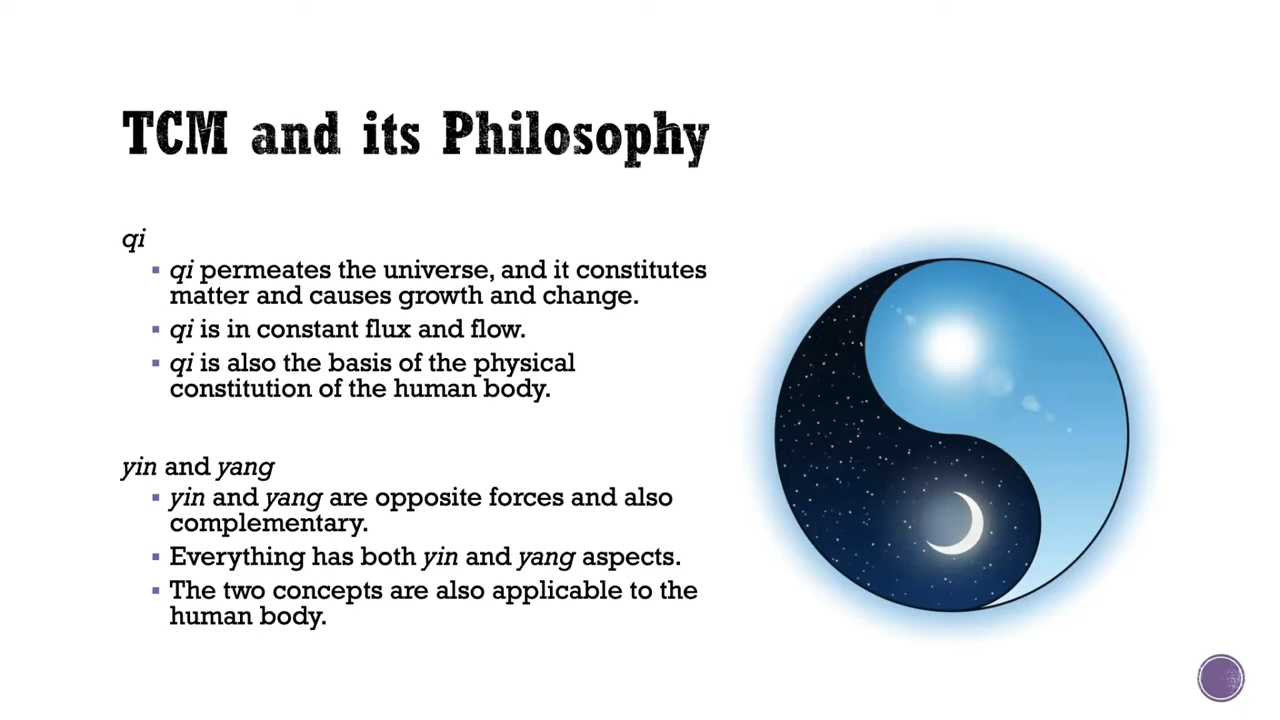 TCM and its Philosophy
qi
qi permeates the universe, and it constitutes
matter and causes growth and change.
qi is in constant flux and flow.
qi is also the basis of the physical
constitution of the human body.
yin and yang
yin and yang are opposite forces and also
complementary.
Everything has both yin and yang aspects.
The two concepts are also applicable to the
human body.